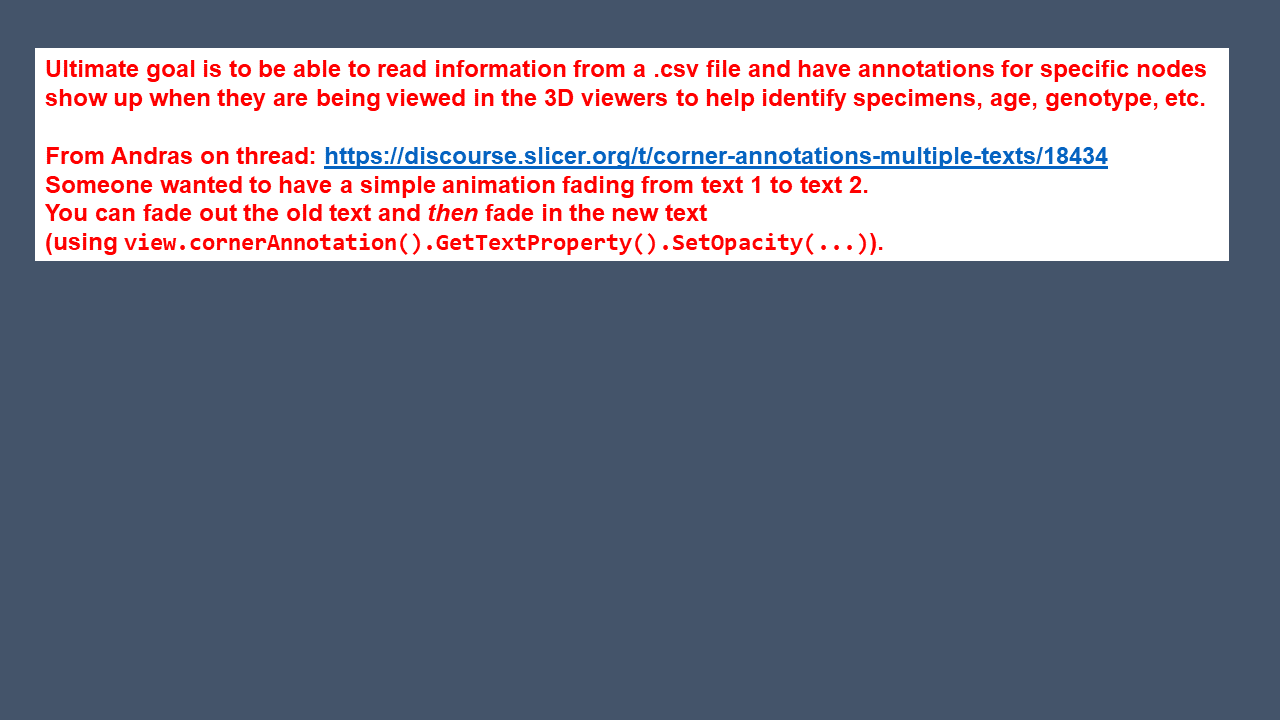 Ultimate goal is to be able to read information from a .csv file and have annotations for specific nodes
show up when they are being viewed in the 3D viewers to help identify specimens, age, genotype, etc.
From Andras on thread: https://discourse.slicer.org/t/corner-annotations-multiple-texts/18434
Someone wanted to have a simple animation fading from text 1 to text 2.
You can fade out the old text and then fade in the new text
(using view.cornerAnnotation().GetTextProperty().SetOpacity(...)).